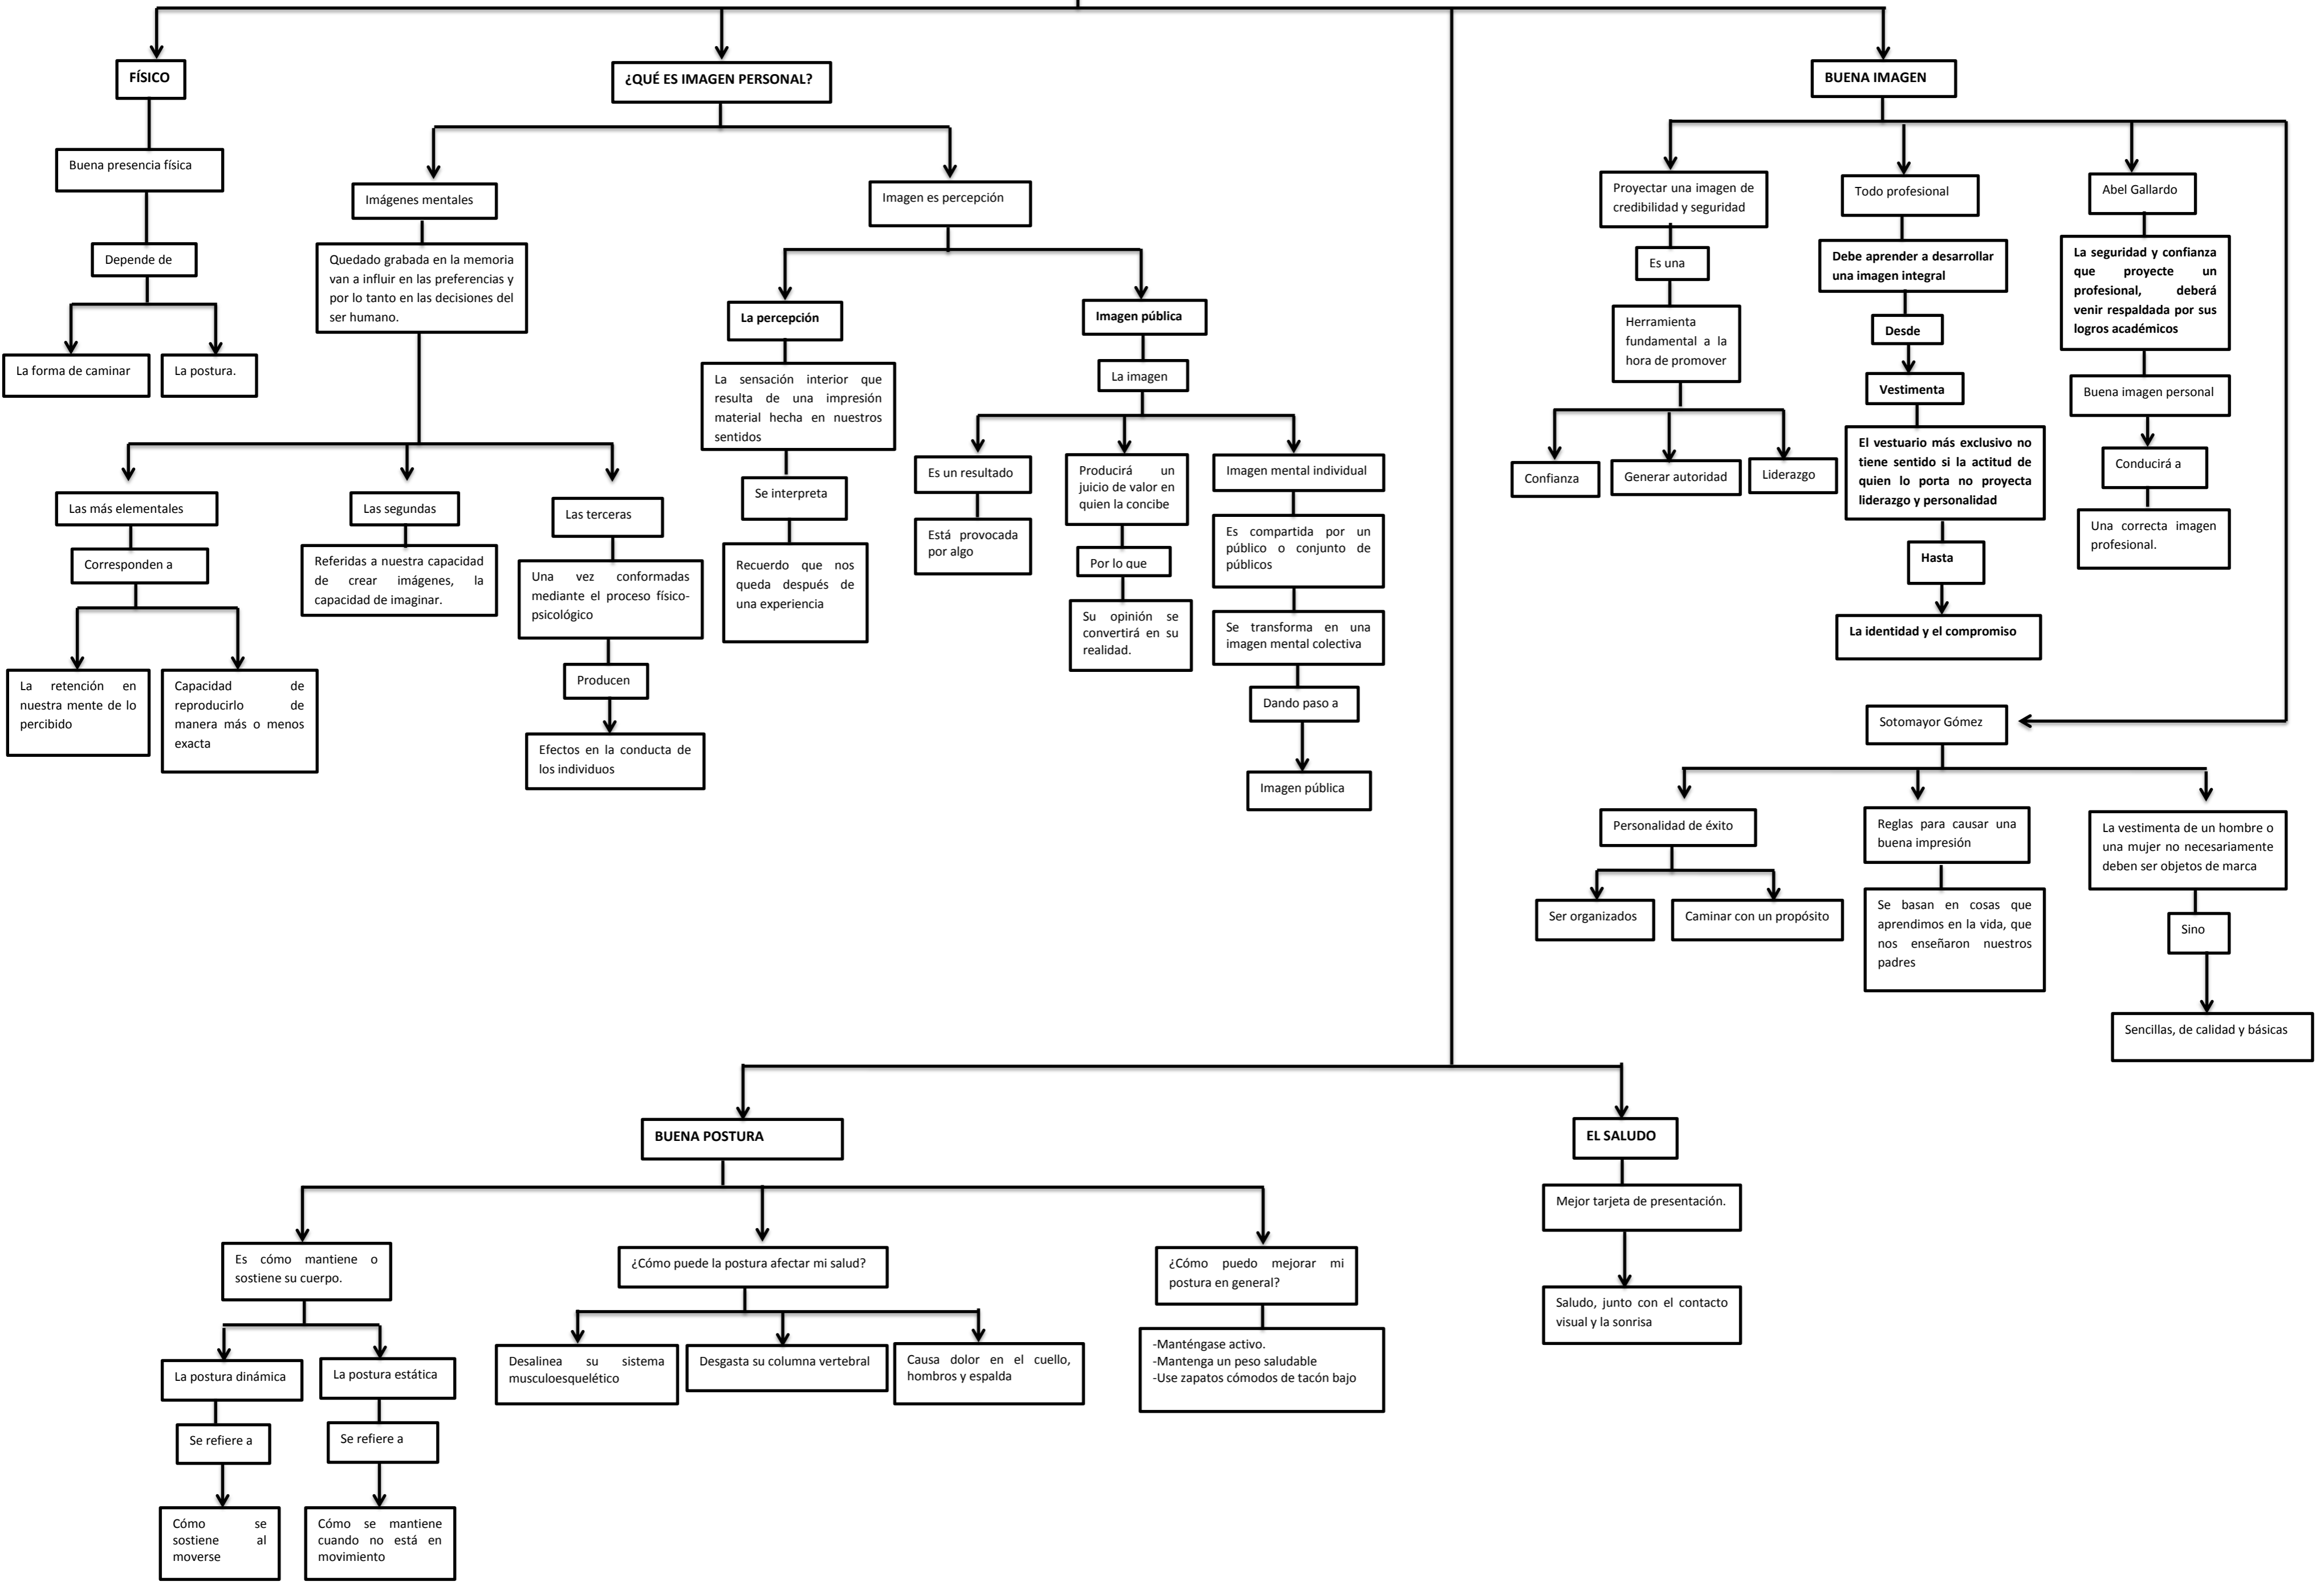 FÍSICO
¿QUÉ ES IMAGEN PERSONAL?
BUENA IMAGEN
Buena presencia física
Depende de
La forma de caminar
La postura.
Imágenes mentales
Quedado grabada en la memoria
van a influir en las preferencias y
por lo tanto en las decisiones del
ser humano.
Las más elementales
Corresponden a
La retención en
nuestra mente de lo
percibido
Capacidad de
reproducirlo de
manera más o menos
exacta
Las segundas
Referidas a nuestra capacidad
de crear imágenes, la
capacidad de imaginar.
Las terceras
Una vez conformadas
mediante el proceso físico-
psicológico
Producen
Efectos en la conducta de
los individuos
Imagen es percepción
La percepción
La sensación interior que
resulta de una impresión
material hecha en nuestros
sentidos
Se interpreta
Recuerdo que nos
queda después de
una experiencia
Imagen pública
La imagen
Es un resultado
Está provocada
por algo
Producirá un
juicio de valor en
quien la concibe
Por lo que
Su opinión se
convertirá en su
realidad.
Imagen mental individual
Es compartida por un
público o conjunto de
públicos
Se transforma en una
imagen mental colectiva
Dando paso a
Imagen pública
Proyectar una imagen de
credibilidad y seguridad
Es una
Herramienta
fundamental a la
hora de promover
Confianza
Generar autoridad
Liderazgo
Todo profesional
Debe aprender a desarrollar
una imagen integral
Desde
Vestimenta
El vestuario más exclusivo no
tiene sentido si la actitud de
quien lo porta no proyecta
liderazgo y personalidad
Hasta
La identidad y el compromiso
Abel Gallardo
La seguridad y confianza
que proyecte un
profesional, deberá
venir respaldada por sus
logros académicos
Buena imagen personal
Conducirá a
Una correcta imagen
profesional.
Sotomayor Gómez
Personalidad de éxito
Ser organizados
Caminar con un propósito
Reglas para causar una
buena impresión
Se basan en cosas que
aprendimos en la vida, que
nos enseñaron nuestros
padres
La vestimenta de un hombre o
una mujer no necesariamente
deben ser objetos de marca
Sino
Sencillas, de calidad y básicas
BUENA POSTURA
Es cómo mantiene o
sostiene su cuerpo.
La postura dinámica
Se refiere a
Cómo se
sostiene al
moverse
La postura estática
Se refiere a
Cómo se mantiene
cuando no está en
movimiento
¿Cómo puede la postura afectar mi salud?
Desalinea su sistema
musculoesquelético
Desgasta su columna vertebral
Causa dolor en el cuello,
hombros y espalda
¿Cómo puedo mejorar mi
postura en general?
-Manténgase activo.
-Mantenga un peso saludable
-Use zapatos cómodos de tacón bajo
EL SALUDO
Mejor tarjeta de presentación.
Saludo, junto con el contacto
visual y la sonrisa